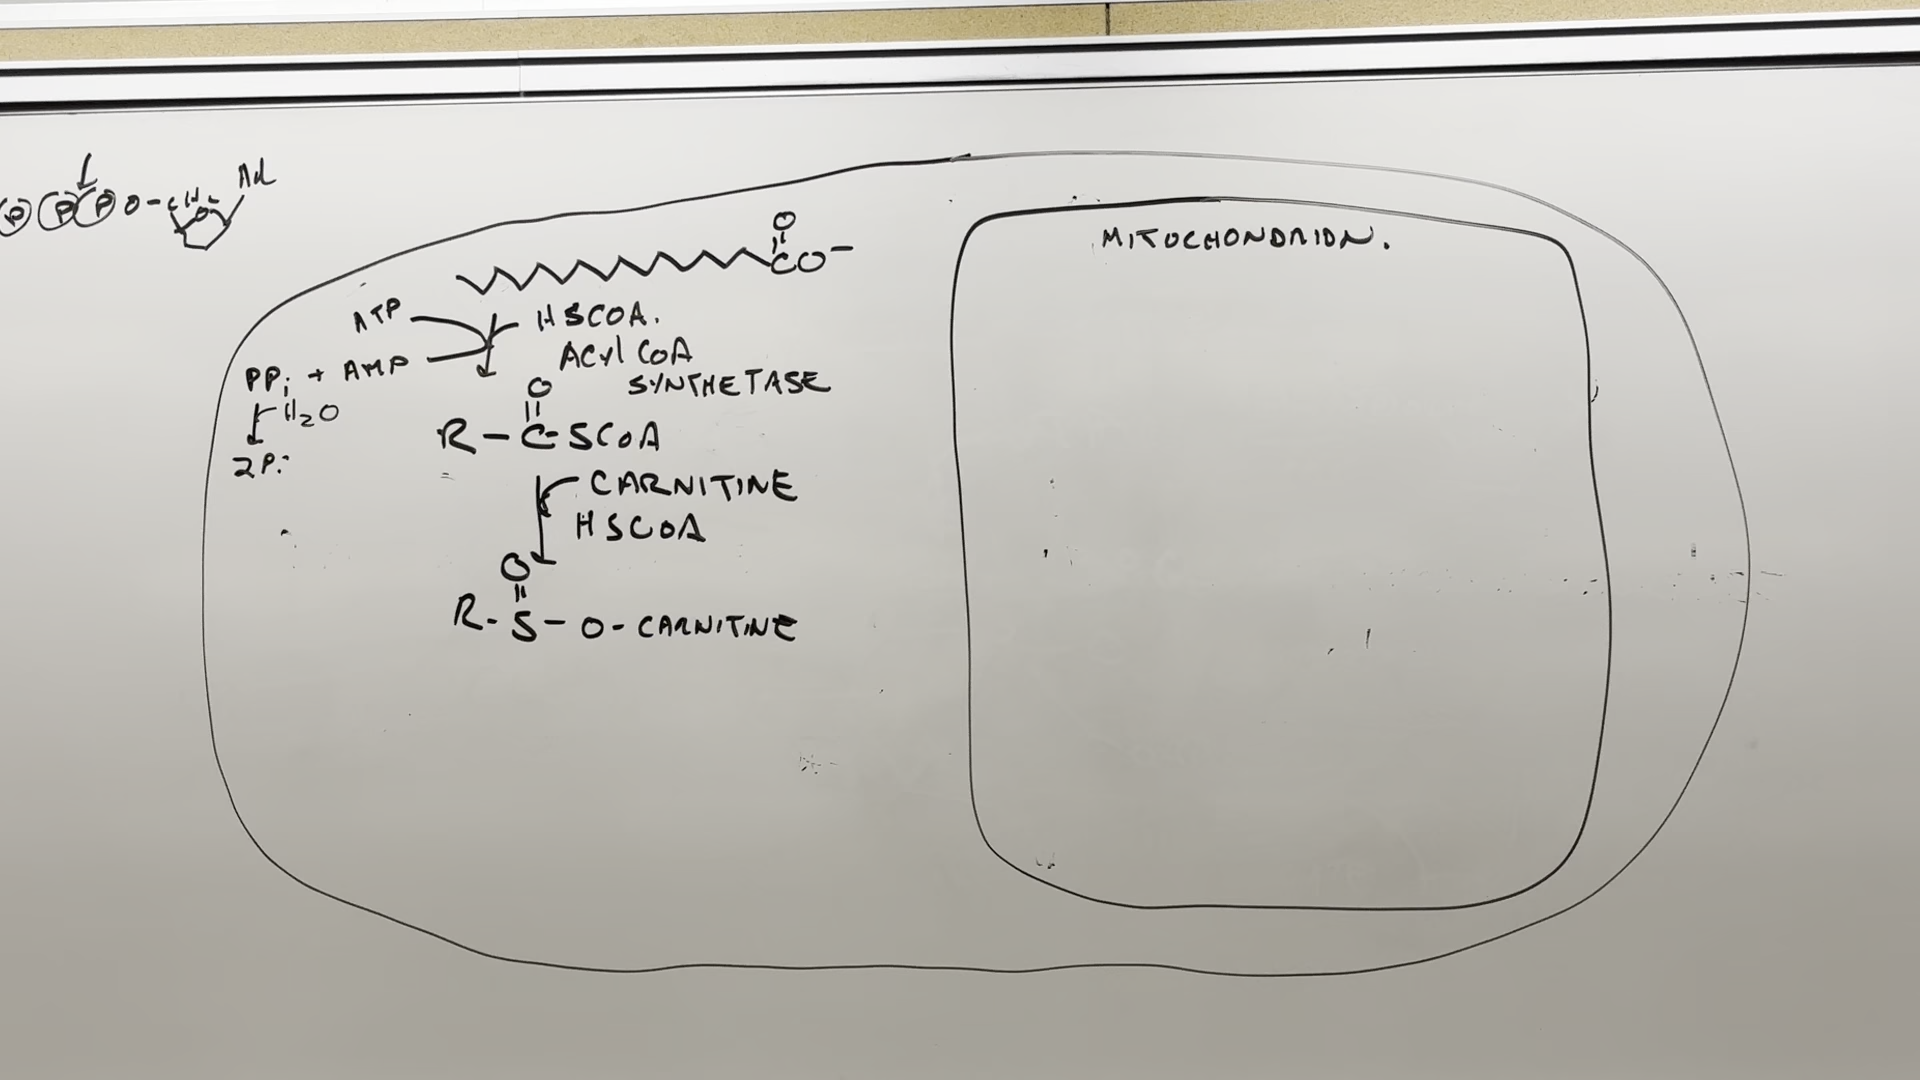 P P P O-CH2 Ad
O
MITOCHONDRION.
O
CO-
ATP
HSCOA.
ACyl CoA
SYNTHETASE
PPi + AMP
H2O
2Pi
O
R-C-SCoA
CARNITINE
HSCoA
O
R-S-O-CARNITINE